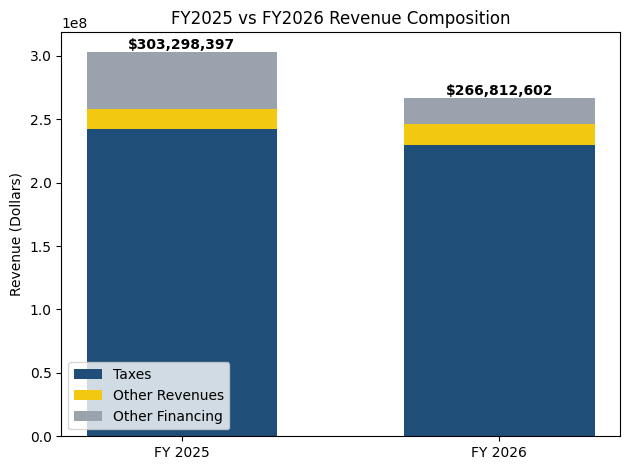 FY2025 vs FY2026 Revenue Composition
1e8
$303,298,397
$266,812,602
3.0
2.5
2.0
1.5
1.0
0.5
0.0
Revenue (Dollars)
Taxes
Other Revenues
Other Financing
FY 2025
FY 2026